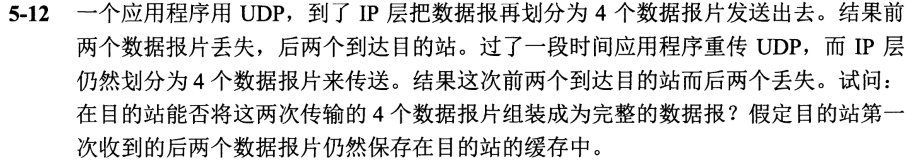 5-12 一个应用程序用 UDP，到了 IP 层把数据报再划分为 4 个数据报片发送出去。结果前
两个数据报片丢失，后两个到达目的站。过了一段时间应用程序重传 UDP，而 IP 层
仍然划分为 4 个数据报片来传送。结果这次前两个到达目的站而后两个丢失。试问：
在目的站能否将这两次传输的 4 个数据报片组装成为完整的数据报？假定目的站第一
次收到的后两个数据报片仍然保存在目的站的缓存中。